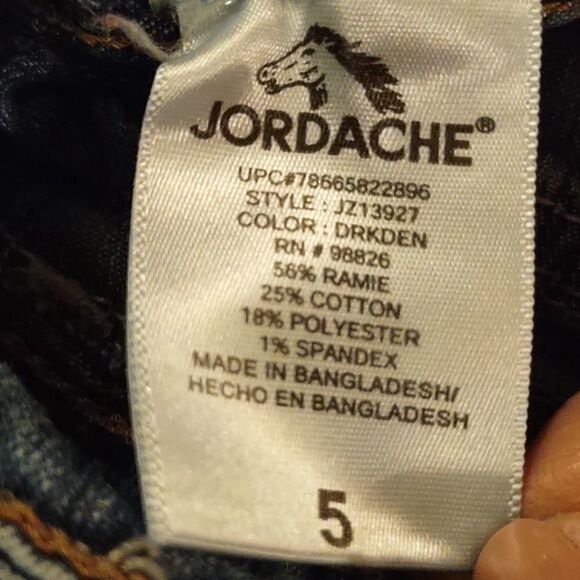 JORDACHE®
UPC#78665822896
STYLE : JZ13927
COLOR : DRKDEN
RN # 98826
56% RAMIE
25% COTTON
18% POLYESTER
1% SPANDEX
MADE IN BANGLADESH/
HECHO EN BANGLADESH
5